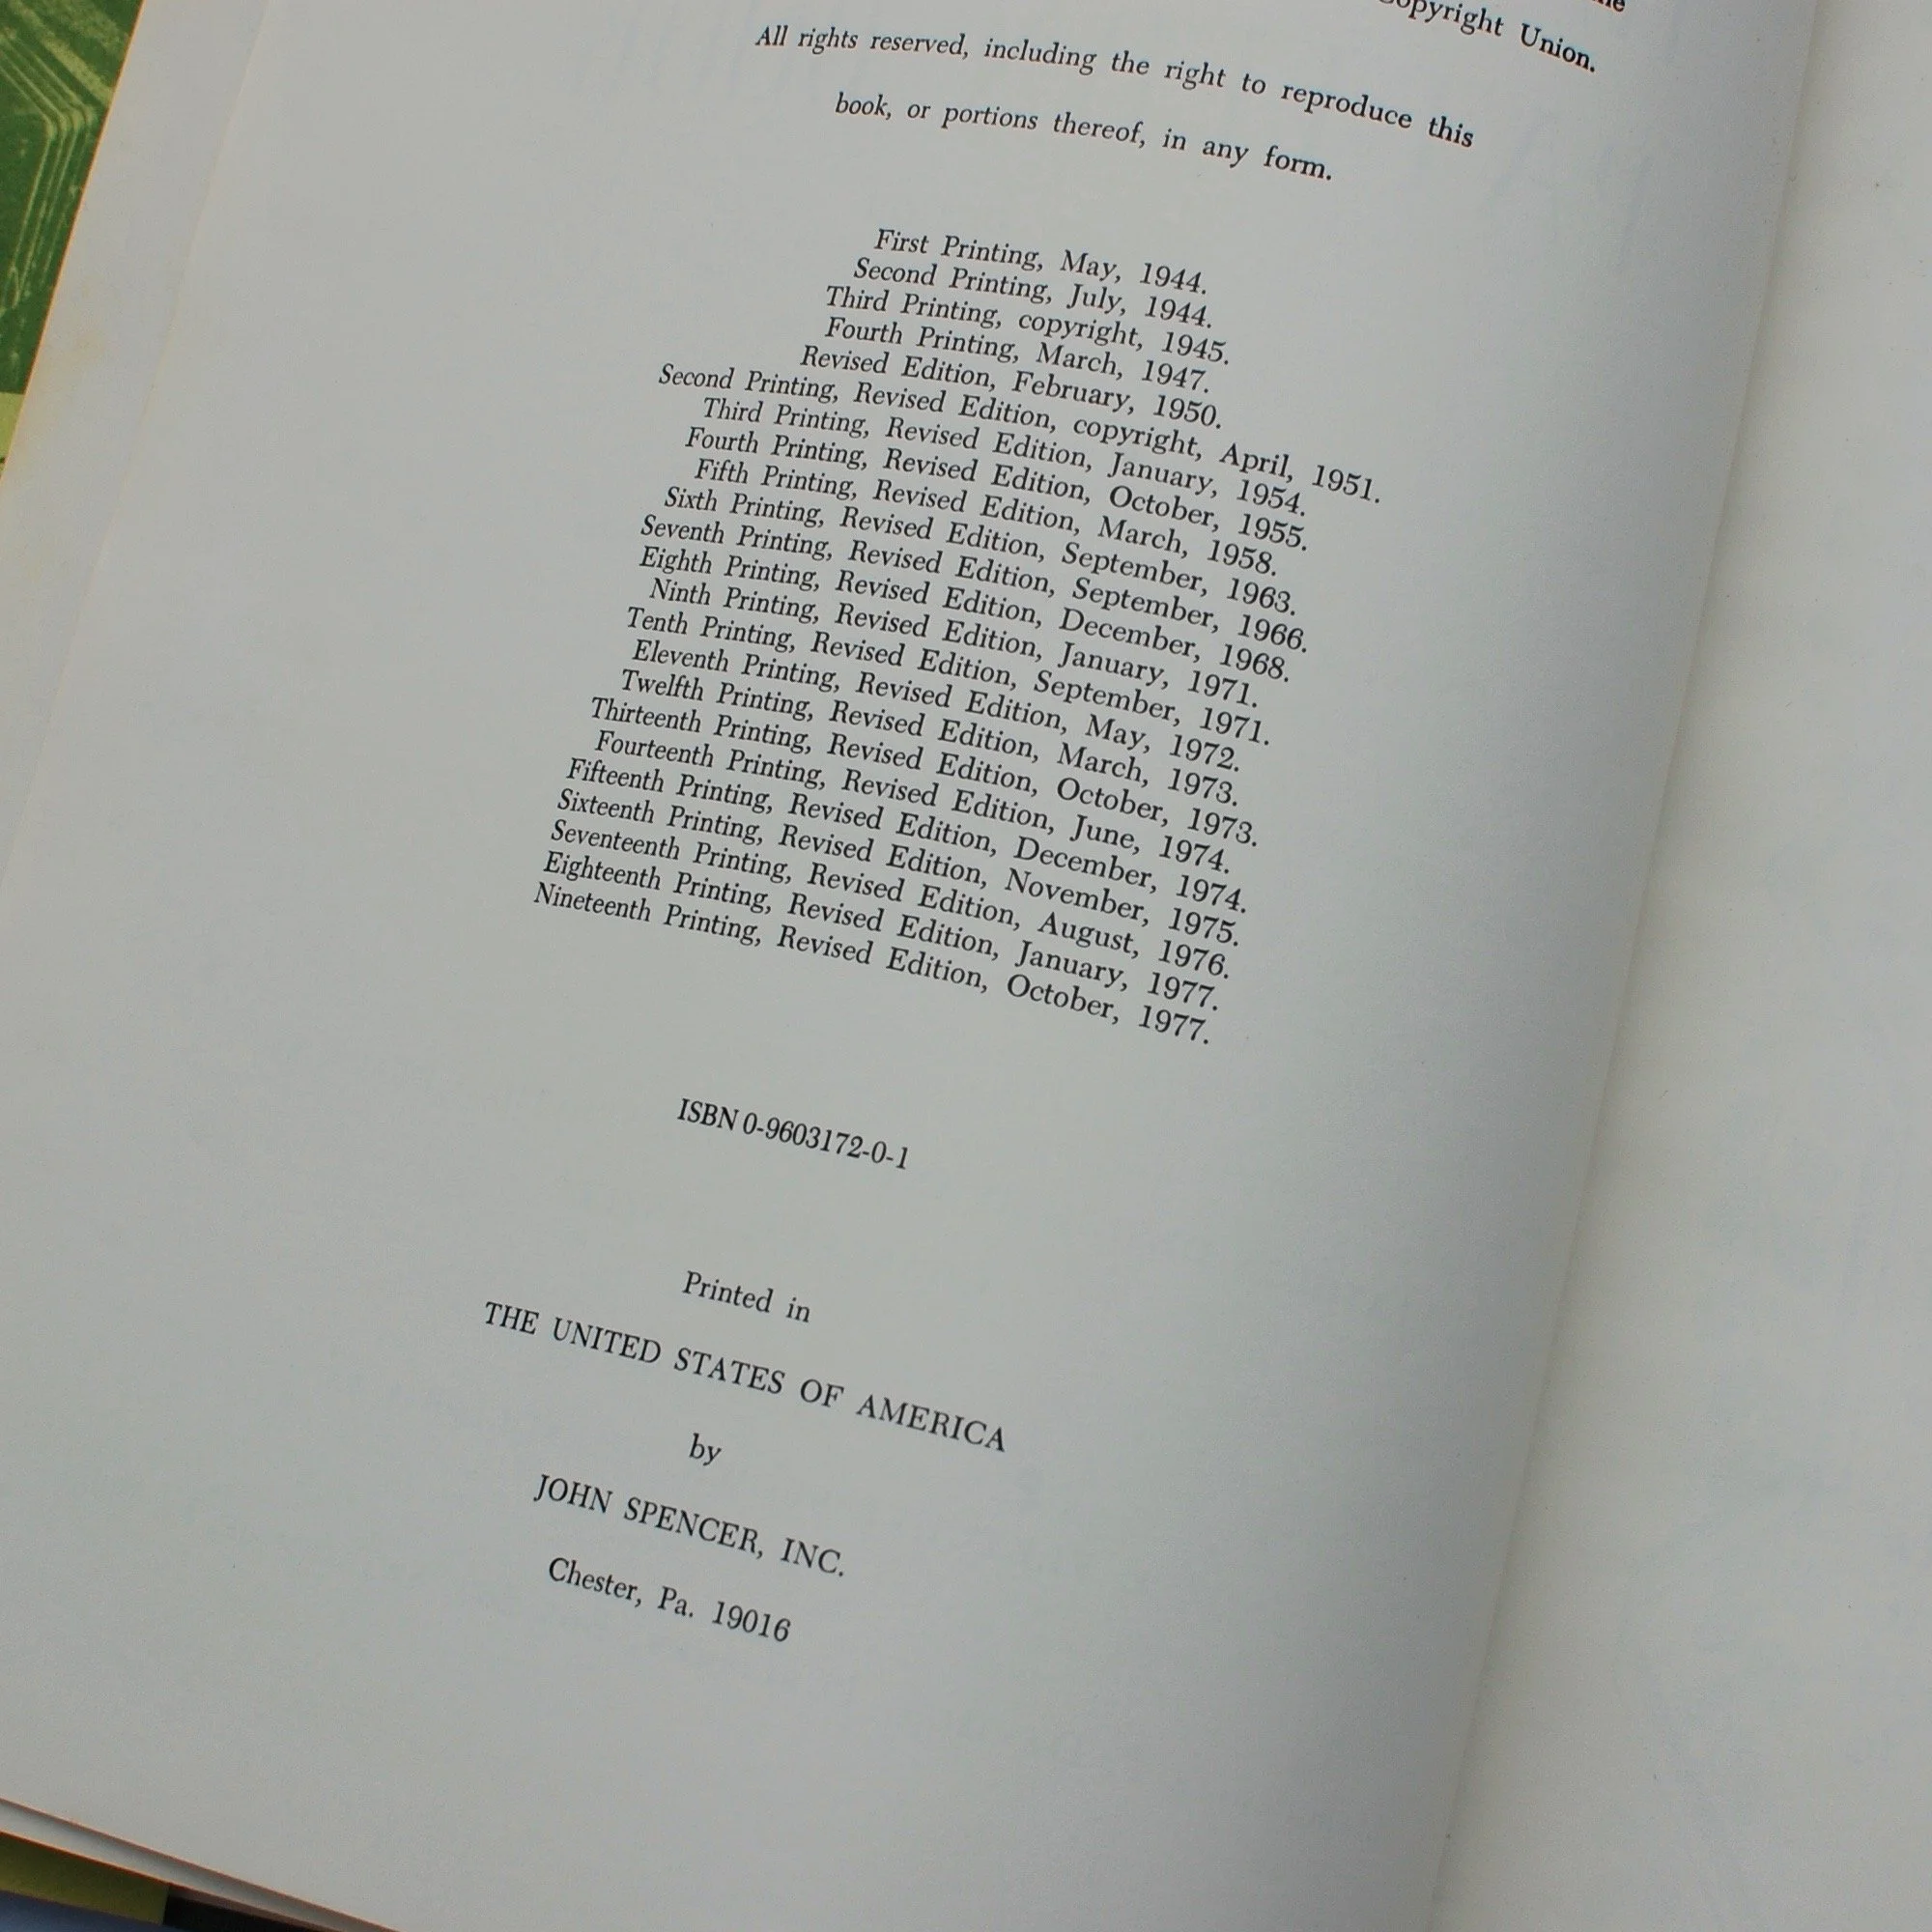 Copyright Union.
All rights reserved, including the right to reproduce this
book, or portions thereof, in any form.
First Printing, May, 1944.
Second Printing, July, 1944.
Third Printing, copyright, 1945.
Fourth Printing, March, 1947.
Revised Edition, February, 1950.
Second Printing, Revised Edition, copyright, April, 1951.
Third Printing, Revised Edition, January, 1954.
Fourth Printing, Revised Edition, October, 1955.
Fifth Printing, Revised Edition, March, 1958.
Sixth Printing, Revised Edition, September, 1963.
Seventh Printing, Revised Edition, September, 1966.
Eighth Printing, Revised Edition, December, 1968.
Ninth Printing, Revised Edition, January, 1971.
Tenth Printing, Revised Edition, September, 1971.
Eleventh Printing, Revised Edition, May, 1972.
Twelfth Printing, Revised Edition, March, 1973.
Thirteenth Printing, Revised Edition, October, 1973.
Fourteenth Printing, Revised Edition, June, 1974.
Fifteenth Printing, Revised Edition, December, 1974.
Sixteenth Printing, Revised Edition, November, 1975.
Seventeenth Printing, Revised Edition, August, 1976.
Eighteenth Printing, Revised Edition, January, 1977.
Nineteenth Printing, Revised Edition, October, 1977.
ISBN 0-9603172-0-1
Printed in
THE UNITED STATES OF AMERICA
by
JOHN SPENCER, INC.
Chester, Pa. 19016